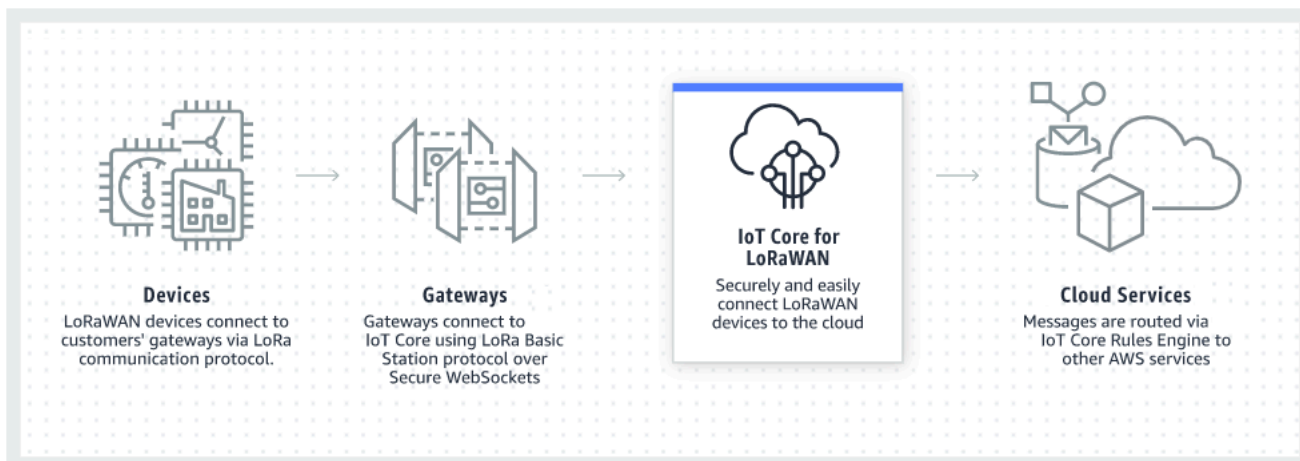 Devices
LoRaWAN devices connect to
customers' gateways via LoRa
communication protocol.
Gateways
Gateways connect to
IoT Core using LoRa Basic
Station protocol over
Secure WebSockets
IoT Core for
LoRaWAN
Securely and easily
connect LoRaWAN
devices to the cloud
Cloud Services
Messages are routed via
IoT Core Rules Engine to
other AWS services